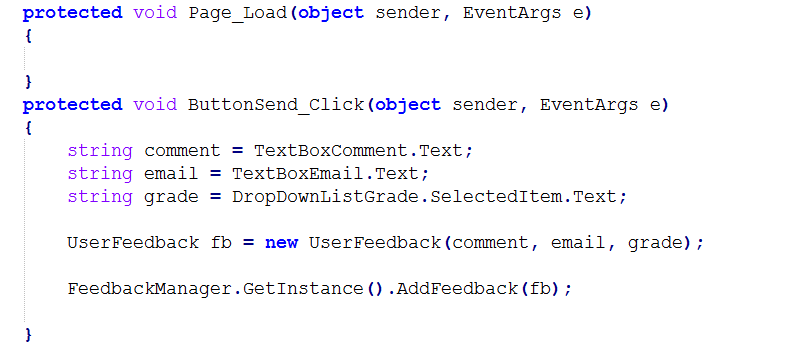 protected void Page_Load(object sender, EventArgs e)
{
}
protected void ButtonSend_Click(object sender, EventArgs e)
{
string comment = TextBoxComment.Text;
string email = TextBoxEmail.Text;
string grade = DropDownListGrade.SelectedItem.Text;
UserFeedback fb = new UserFeedback(comment, email, grade);
FeedbackManager.GetInstance().AddFeedback(fb);
}